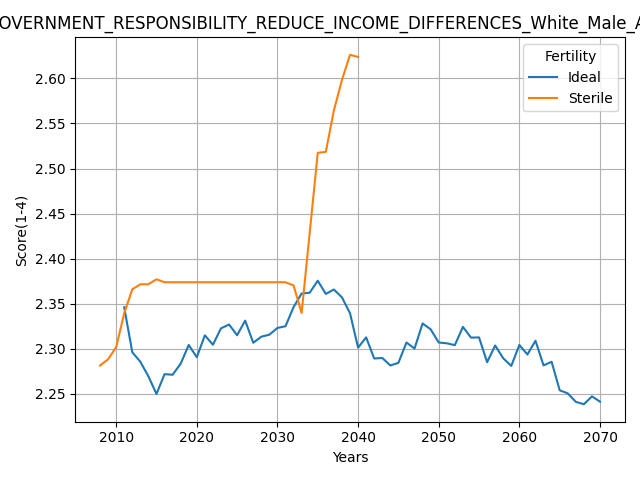 OVERNMENT_RESPONSIBILITY_REDUCE_INCOME_DIFFERENCES_White_Male_A
Fertility
Ideal
Sterile
Score(1-4)
2.60
2.55
2.50
2.45
2.40
2.35
2.30
2.25
2010 2020 2030 2040 2050 2060 2070
Years